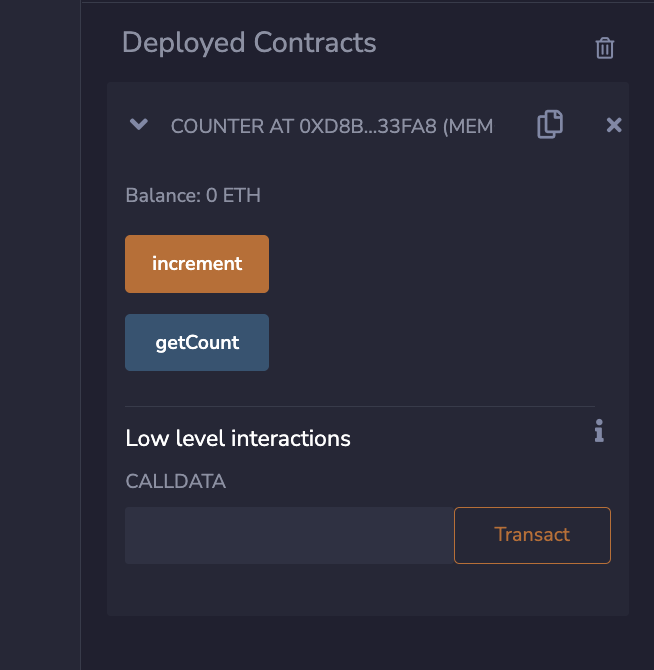 Deployed Contracts
COUNTER AT 0XD8B...33FA8 (MEM
Balance: 0 ETH
increment
getCount
Low level interactions
CALLDATA
Transact